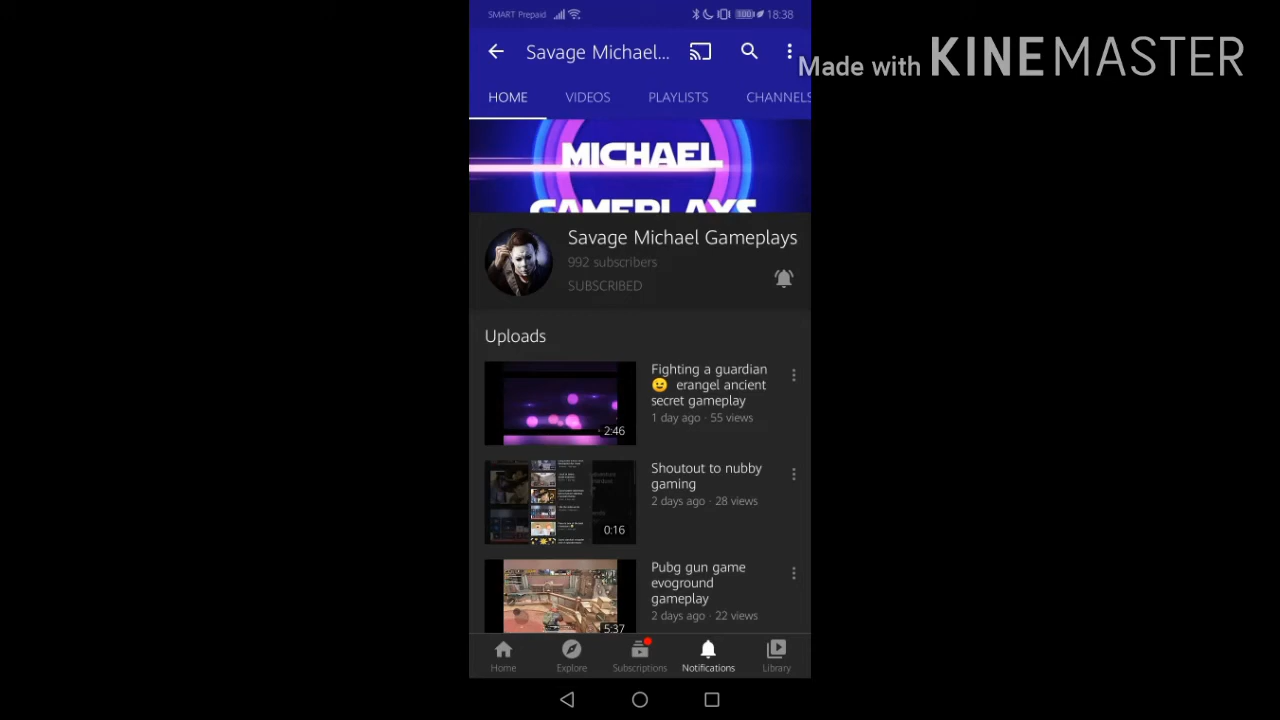 SMART Prepaid 100 18:38
Savage Michael...
Made with KINEMASTER
HOME VIDEOS PLAYLISTS CHANNELS
MICHAEL
GAMEPLAYS
Savage Michael Gameplays
992 subscribers
SUBSCRIBED
Uploads
Fighting a guardian
😉 erangel ancient
secret gameplay
1 day ago · 55 views
2:46
Shoutout to nubby
gaming
2 days ago · 28 views
0:16
Pubg gun game
evoground
gameplay
2 days ago · 22 views
5:37
Home Explore Subscriptions Notifications Library